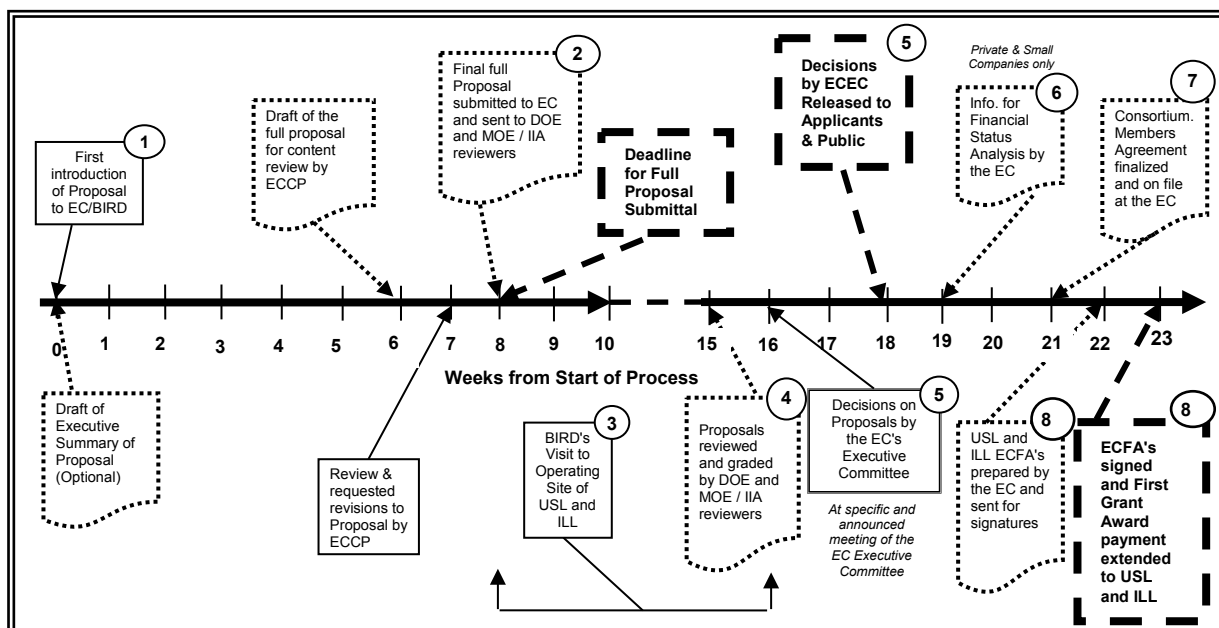 1
First
introduction
of Proposal
to EC/BIRD
Draft of the
full proposal
for content
review by
ECCP
2
Final full
Proposal
submitted to EC
and sent to DOE
and MOE / IIA
reviewers
Deadline
for Full
Proposal
Submittal
5
Decisions
by ECEC
Released to
Applicants
& Public
Private & Small
Companies only
6
Info. for
Financial
Status
Analysis by
the EC
7
Consortium.
Members
Agreement
finalized
and on file
at the EC
0 1 2 3 4 5 6 7 8 9 10 15 16 17 18 19 20 21 22 23
Weeks from Start of Process
Draft of
Executive
Summary of
Proposal
(Optional)
Review &
requested
revisions to
Proposal by
ECCP
3
BIRD's
Visit to
Operating
Site of
USL and
ILL
4
Proposals
reviewed
and graded
by DOE and
MOE / IIA
reviewers
5
Decisions on
Proposals by
the EC's
Executive
Committee
At specific and
announced
meeting of the
EC Executive
Committee
8
USL and
ILL ECFA's
prepared by
the EC and
sent for
signatures
8
ECFA's
signed
and First
Grant
Award
payment
extended
to USL
and ILL